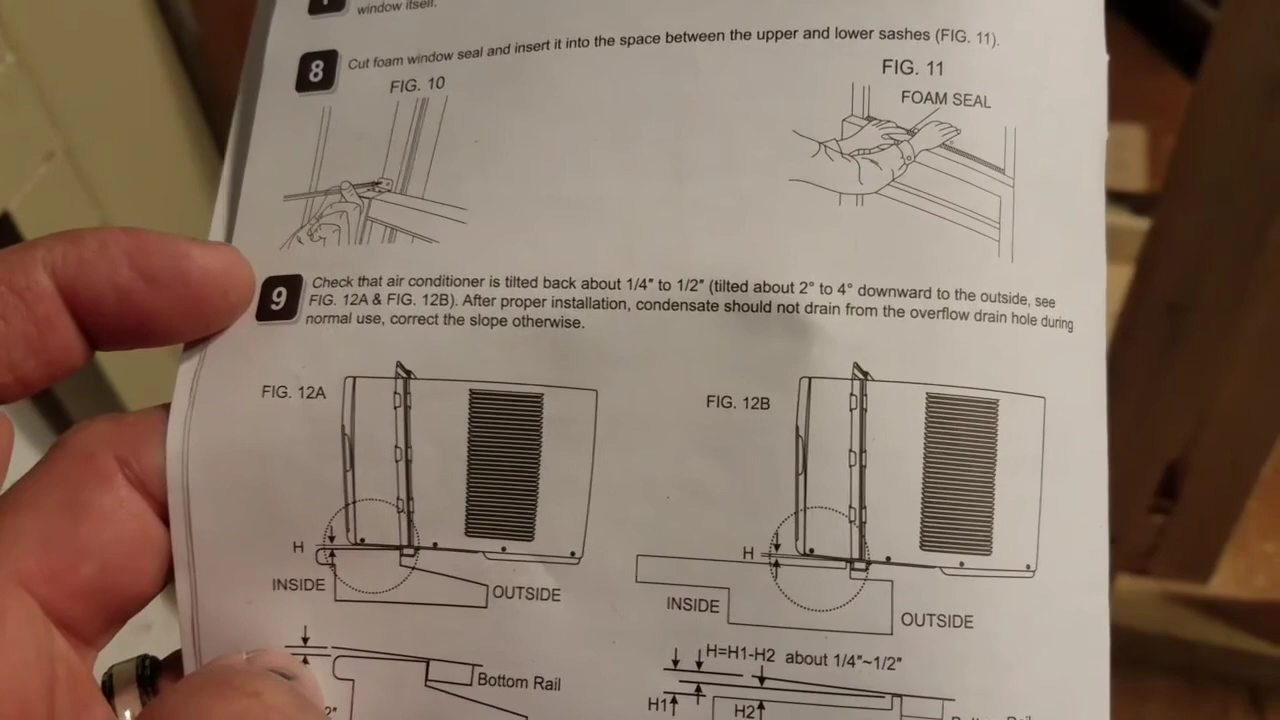 window itself.
8 Cut foam window seal and insert it into the space between the upper and lower sashes (FIG. 11).
FIG. 10
FIG. 11
FOAM SEAL
9 Check that air conditioner is tilted back about 1/4" to 1/2" (tilted about 2° to 4° downward to the outside, see
FIG. 12A & FIG. 12B). After proper installation, condensate should not drain from the overflow drain hole during
normal use, correct the slope otherwise.
FIG. 12A
FIG. 12B
H
H
INSIDE
OUTSIDE
INSIDE
OUTSIDE
H=H1-H2 about 1/4"~1/2"
Bottom Rail
H1
H2